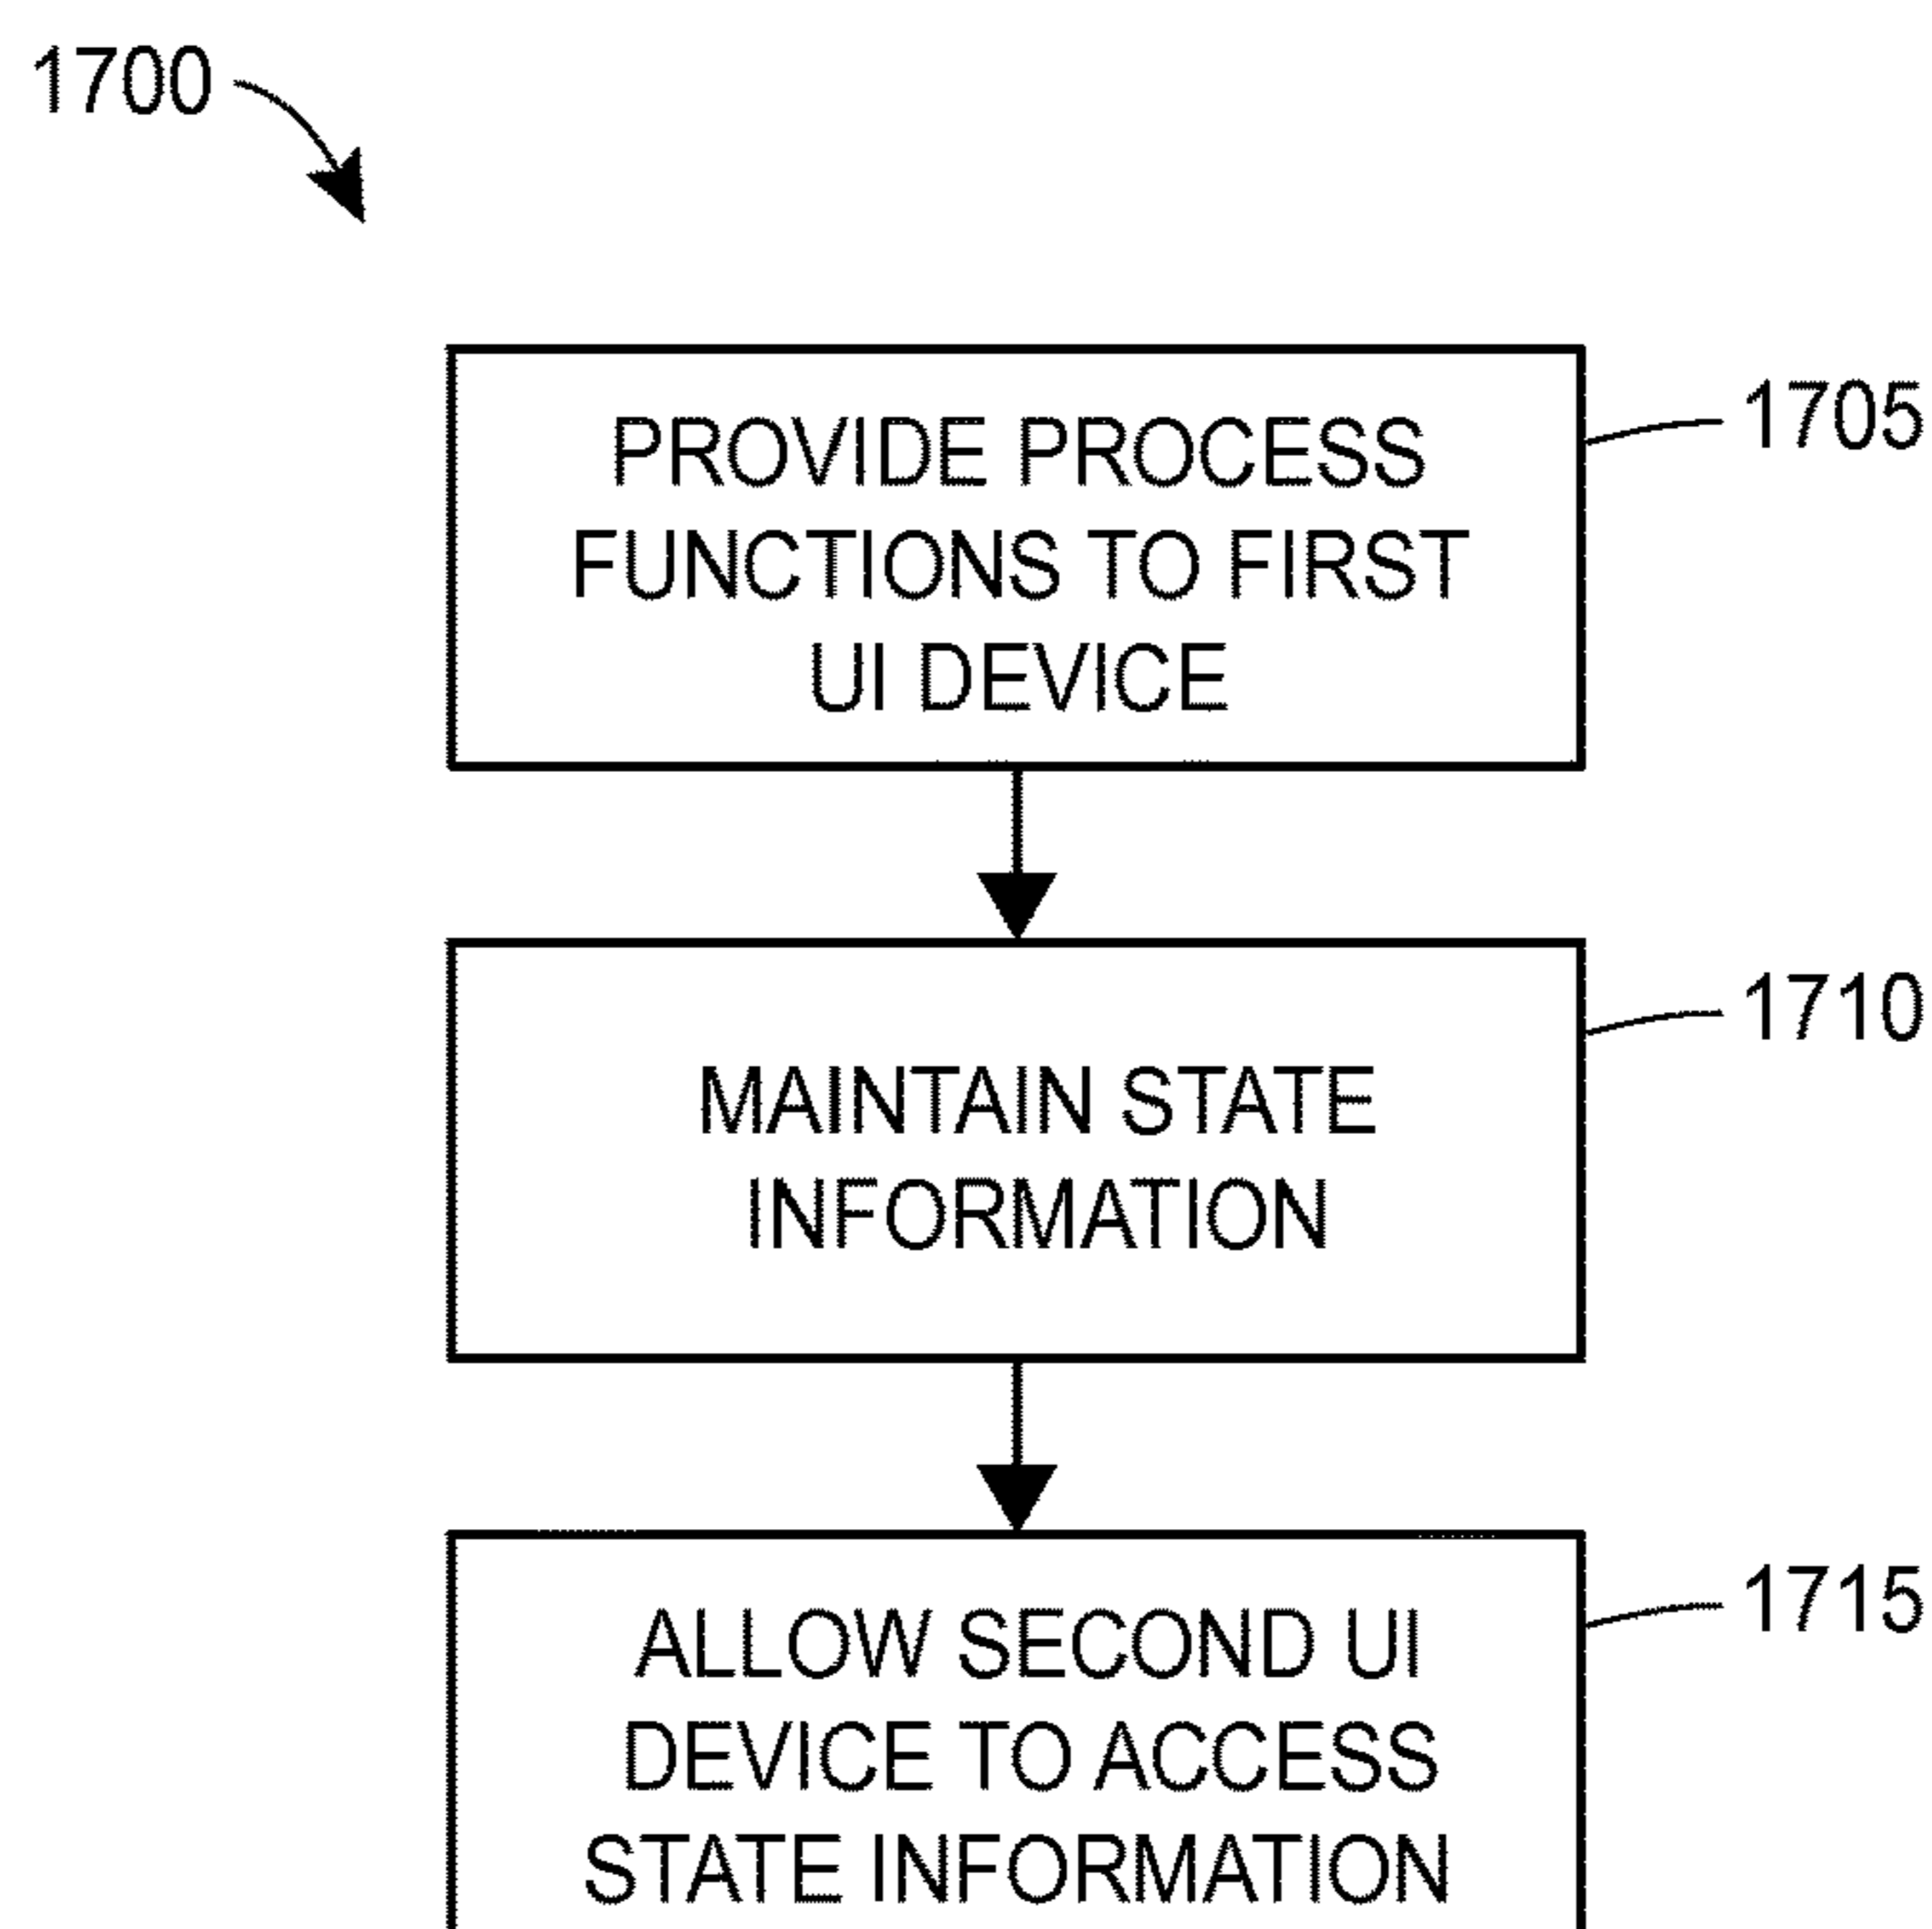 1700
PROVIDE PROCESS
FUNCTIONS TO FIRST
UI DEVICE
1705
MAINTAIN STATE
INFORMATION
1710
ALLOW SECOND UI
DEVICE TO ACCESS
STATE INFORMATION
1715